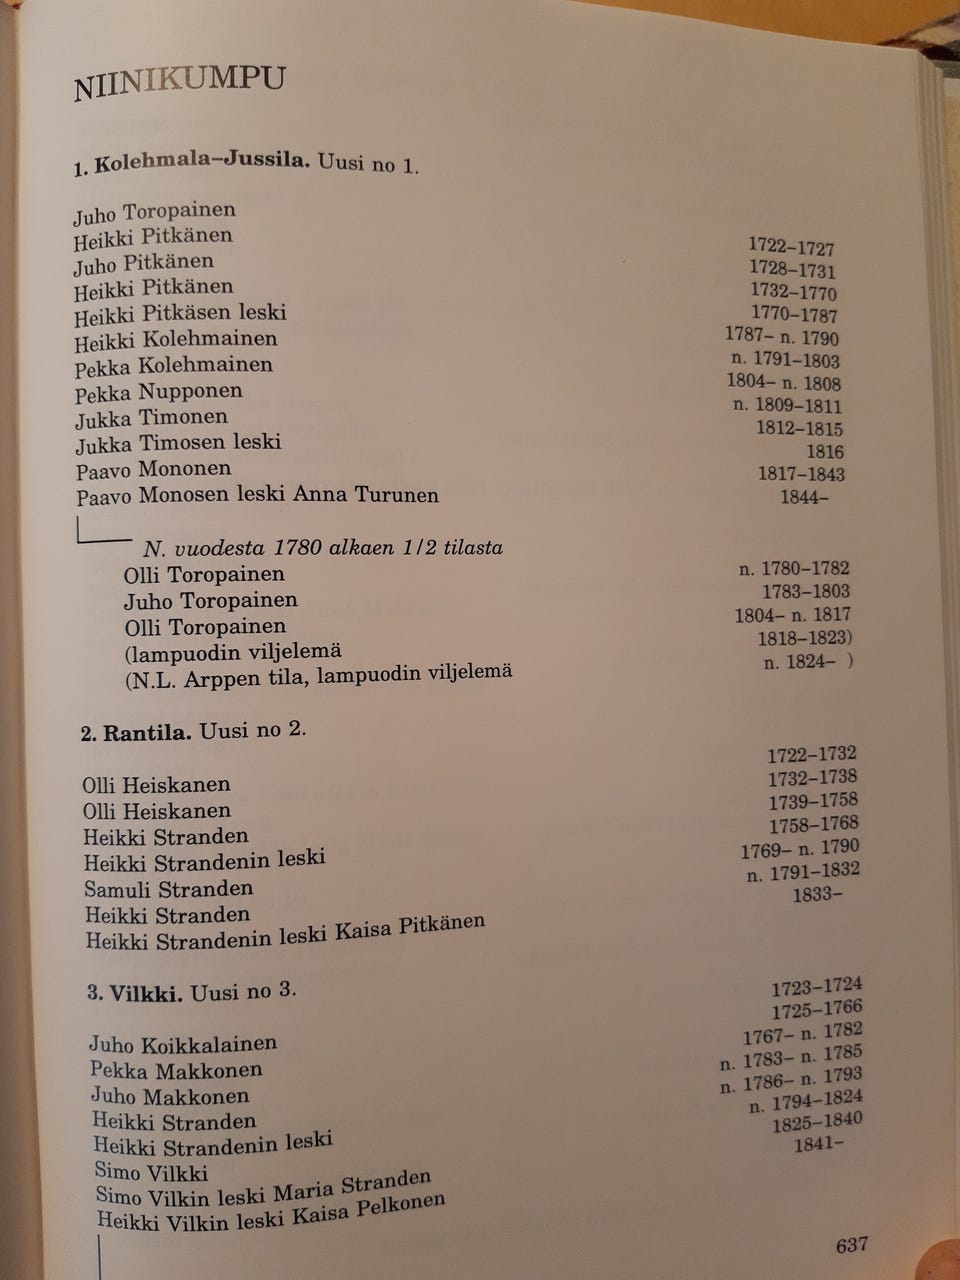 NIINIKUMPU
1. Kolehmala–Jussila. Uusi no 1.
Juho Toropainen 1722–1727
Heikki Pitkänen 1728–1731
Juho Pitkänen 1732–1770
Heikki Pitkänen 1770–1787
Heikki Pitkäsen leski 1787– n. 1790
Heikki Kolehmainen n. 1791–1803
Pekka Kolehmainen 1804– n. 1808
Pekka Nupponen n. 1809–1811
Jukka Timonen 1812–1815
Jukka Timosen leski 1816
Paavo Mononen 1817–1843
Paavo Monosen leski Anna Turunen 1844–
N. vuodesta 1780 alkaen 1/2 tilasta
Olli Toropainen n. 1780–1782
Juho Toropainen 1783–1803
Olli Toropainen 1804– n. 1817
(lampuodin viljelemä 1818–1823)
(N.L. Arppen tila, lampuodin viljelemä n. 1824– )
2. Rantila. Uusi no 2.
Olli Heiskanen 1722–1732
Olli Heiskanen 1732–1738
Heikki Stranden 1739–1758
Heikki Strandenin leski 1758–1768
Samuli Stranden 1769– n. 1790
Heikki Stranden n. 1791–1832
Heikki Strandenin leski Kaisa Pitkänen 1833–
3. Vilkki. Uusi no 3.
Juho Koikkalainen 1723–1724
Pekka Makkonen 1725–1766
Juho Makkonen 1767– n. 1782
Heikki Stranden n. 1783– n. 1785
Heikki Strandenin leski n. 1786– n. 1793
Simo Vilkki n. 1794–1824
Simo Vilkin leski Maria Stranden 1825–1840
Heikki Vilkin leski Kaisa Pelkonen 1841–
637